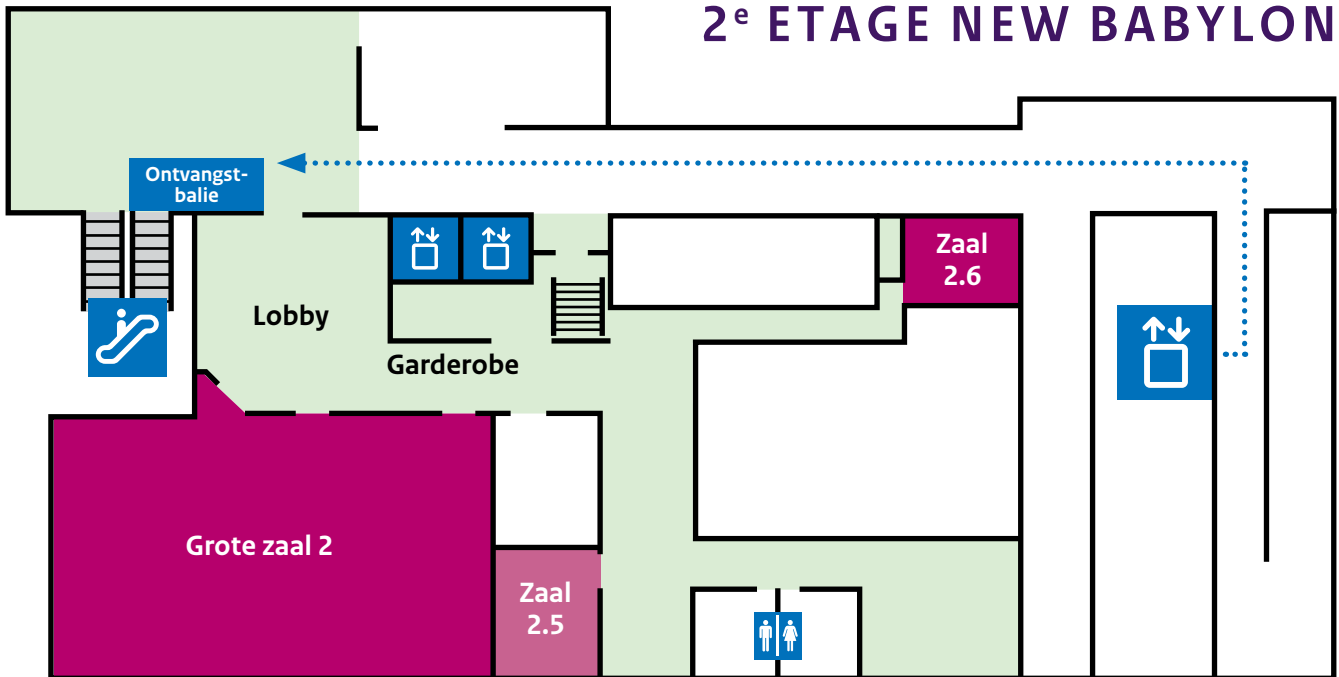 2e ETAGE NEW BABYLON
Ontvangst-
balie
Zaal
2.6
Lobby
Garderobe
Grote zaal 2
Zaal
2.5